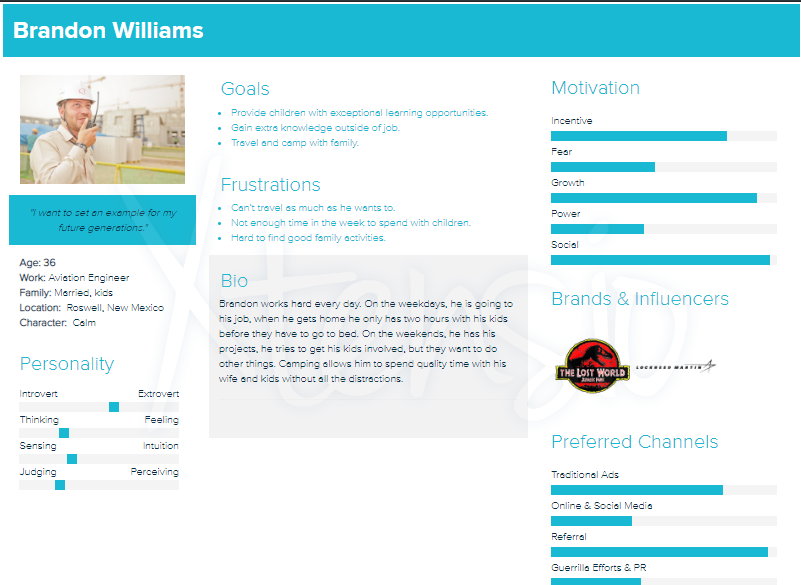 Brandon Williams
"I want to set an example for my
future generations."
Age: 36
Work: Aviation Engineer
Family: Married, kids
Location: Roswell, New Mexico
Character: Calm
Personality
Introvert Extrovert
Thinking Feeling
Sensing Intuition
Judging Perceiving
Goals
Provide children with exceptional learning opportunities.
Gain extra knowledge outside of job.
Travel and camp with family.
Frustrations
Can't travel as much as he wants to.
Not enough time in the week to spend with children.
Hard to find good family activities.
Bio
Brandon works hard every day. On the weekdays, he is going to
his job, when he gets home he only has two hours with his kids
before they have to go to bed. On the weekends, he has his
projects, he tries to get his kids involved, but they want to do
other things. Camping allows him to spend quality time with his
wife and kids without all the distractions.
Motivation
Incentive
Fear
Growth
Power
Social
Brands & Influencers
THE LOST WORLD
JURASSIC PARK
LOCKHEED MARTIN
Preferred Channels
Traditional Ads
Online & Social Media
Referral
Guerrilla Efforts & PR